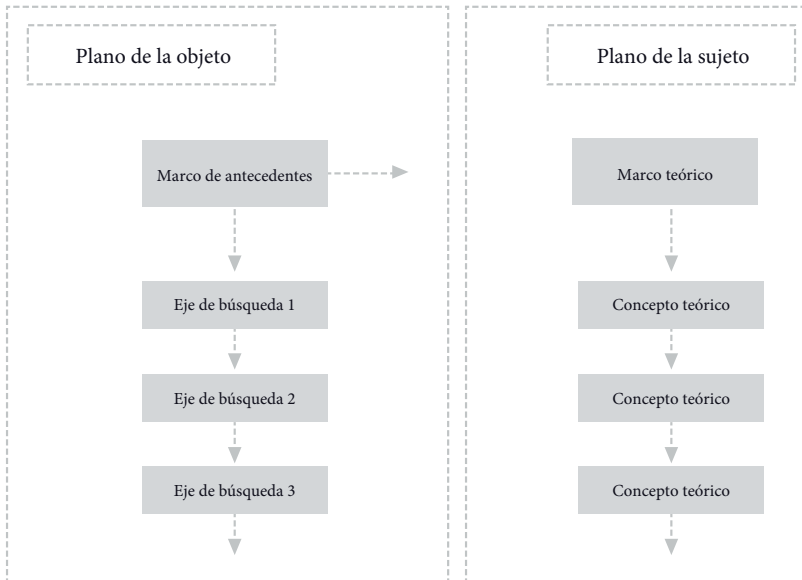 Plano de la objeto
Marco de antecedentes
Eje de búsqueda 1
Eje de búsqueda 2
Eje de búsqueda 3
Plano de la sujeto
Marco teórico
Concepto teórico
Concepto teórico
Concepto teórico